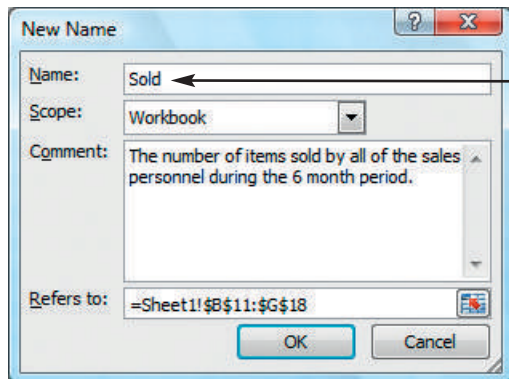 New Name
Name: Sold
Scope: Workbook
Comment: The number of items sold by all of the sales
personnel during the 6 month period.
Refers to: =Sheet1!$B$11:$G$18
OK Cancel